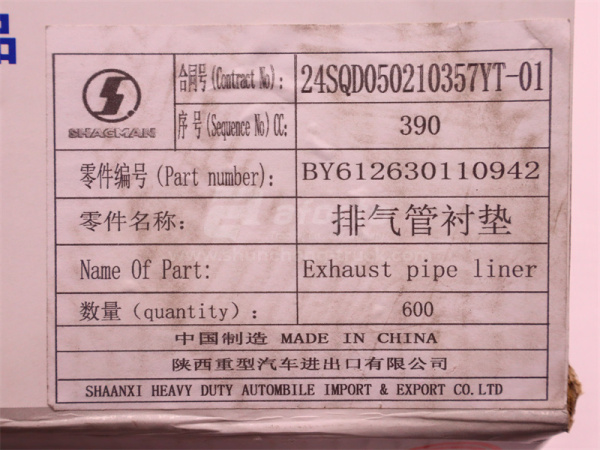 品
SHACMAN
合同号(Contract No): 24SQD050210357YT-01
序号(Sequence No)CC: 390
零件编号(Part number): BY612630110942
零件名称: 排气管衬垫
Name Of Part: Exhaust pipe liner
数量(quantity): 600
中国制造 MADE IN CHINA
陕西重型汽车进出口有限公司
SHAANXI HEAVY DUTY AUTOMBILE IMPORT & EXPORT CO.LTD